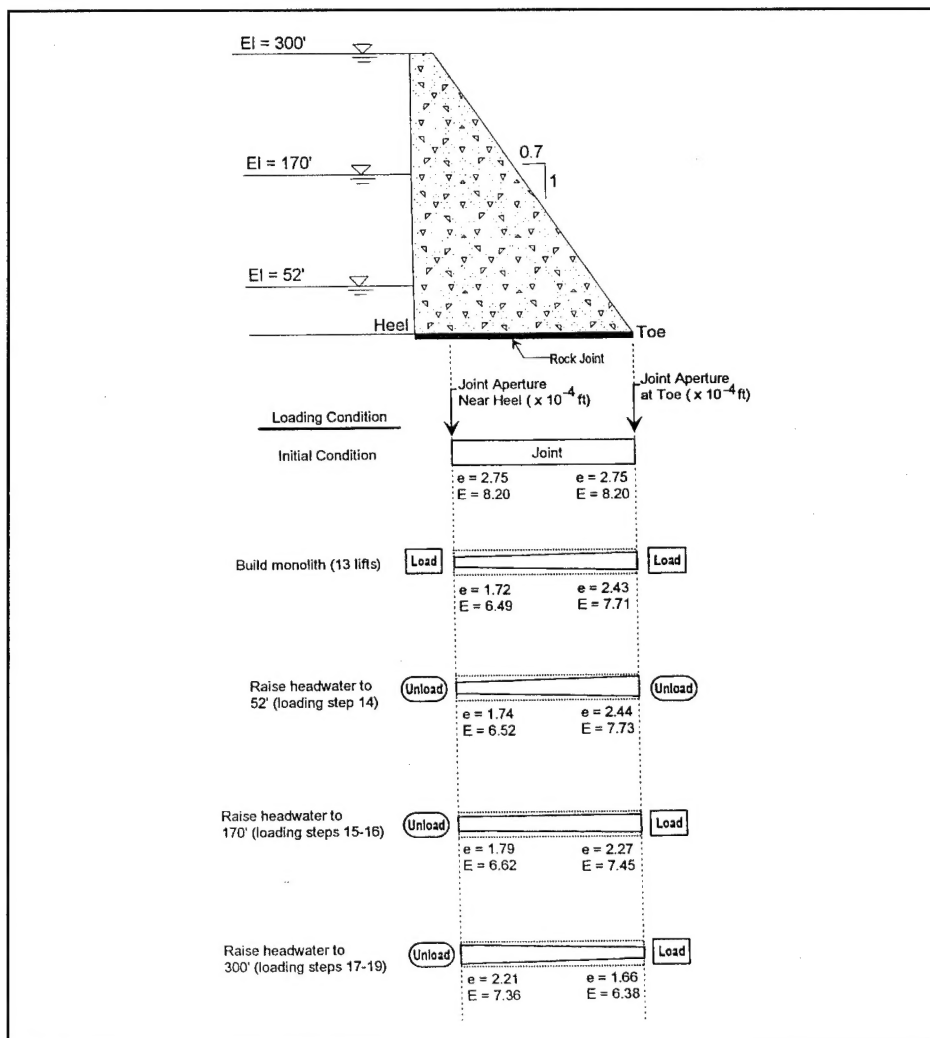 El = 300'
0.7
1
El = 170'
El = 52'
Heel
Toe
Rock Joint
Joint Aperture
Near Heel ( x 10⁻⁴ ft)
Joint Aperture
at Toe ( x 10⁻⁴ ft)
Loading Condition
Initial Condition
Joint
e = 2.75 e = 2.75
E = 8.20 E = 8.20
Build monolith (13 lifts) Load Load
e = 1.72 e = 2.43
E = 6.49 E = 7.71
Raise headwater to
52' (loading step 14)
Unload Unload
e = 1.74 e = 2.44
E = 6.52 E = 7.73
Raise headwater to
170' (loading steps 15-16)
Unload Load
e = 1.79 e = 2.27
E = 6.62 E = 7.45
Raise headwater to
300' (loading steps 17-19)
Unload Load
e = 2.21 e = 1.66
E = 7.36 E = 6.38